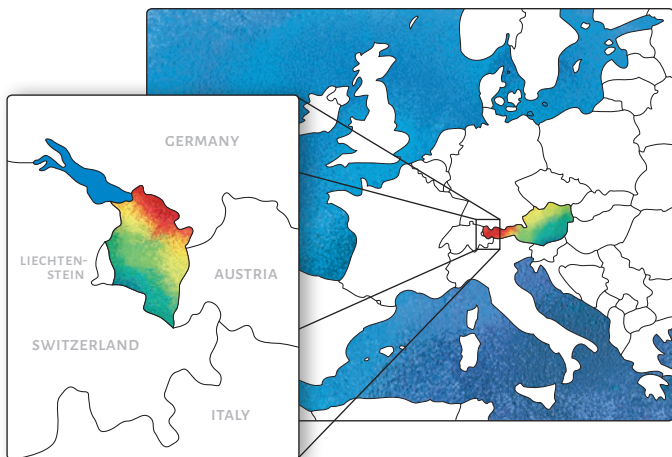 GERMANY
LIECHTEN-
STEIN
AUSTRIA
SWITZERLAND
ITALY